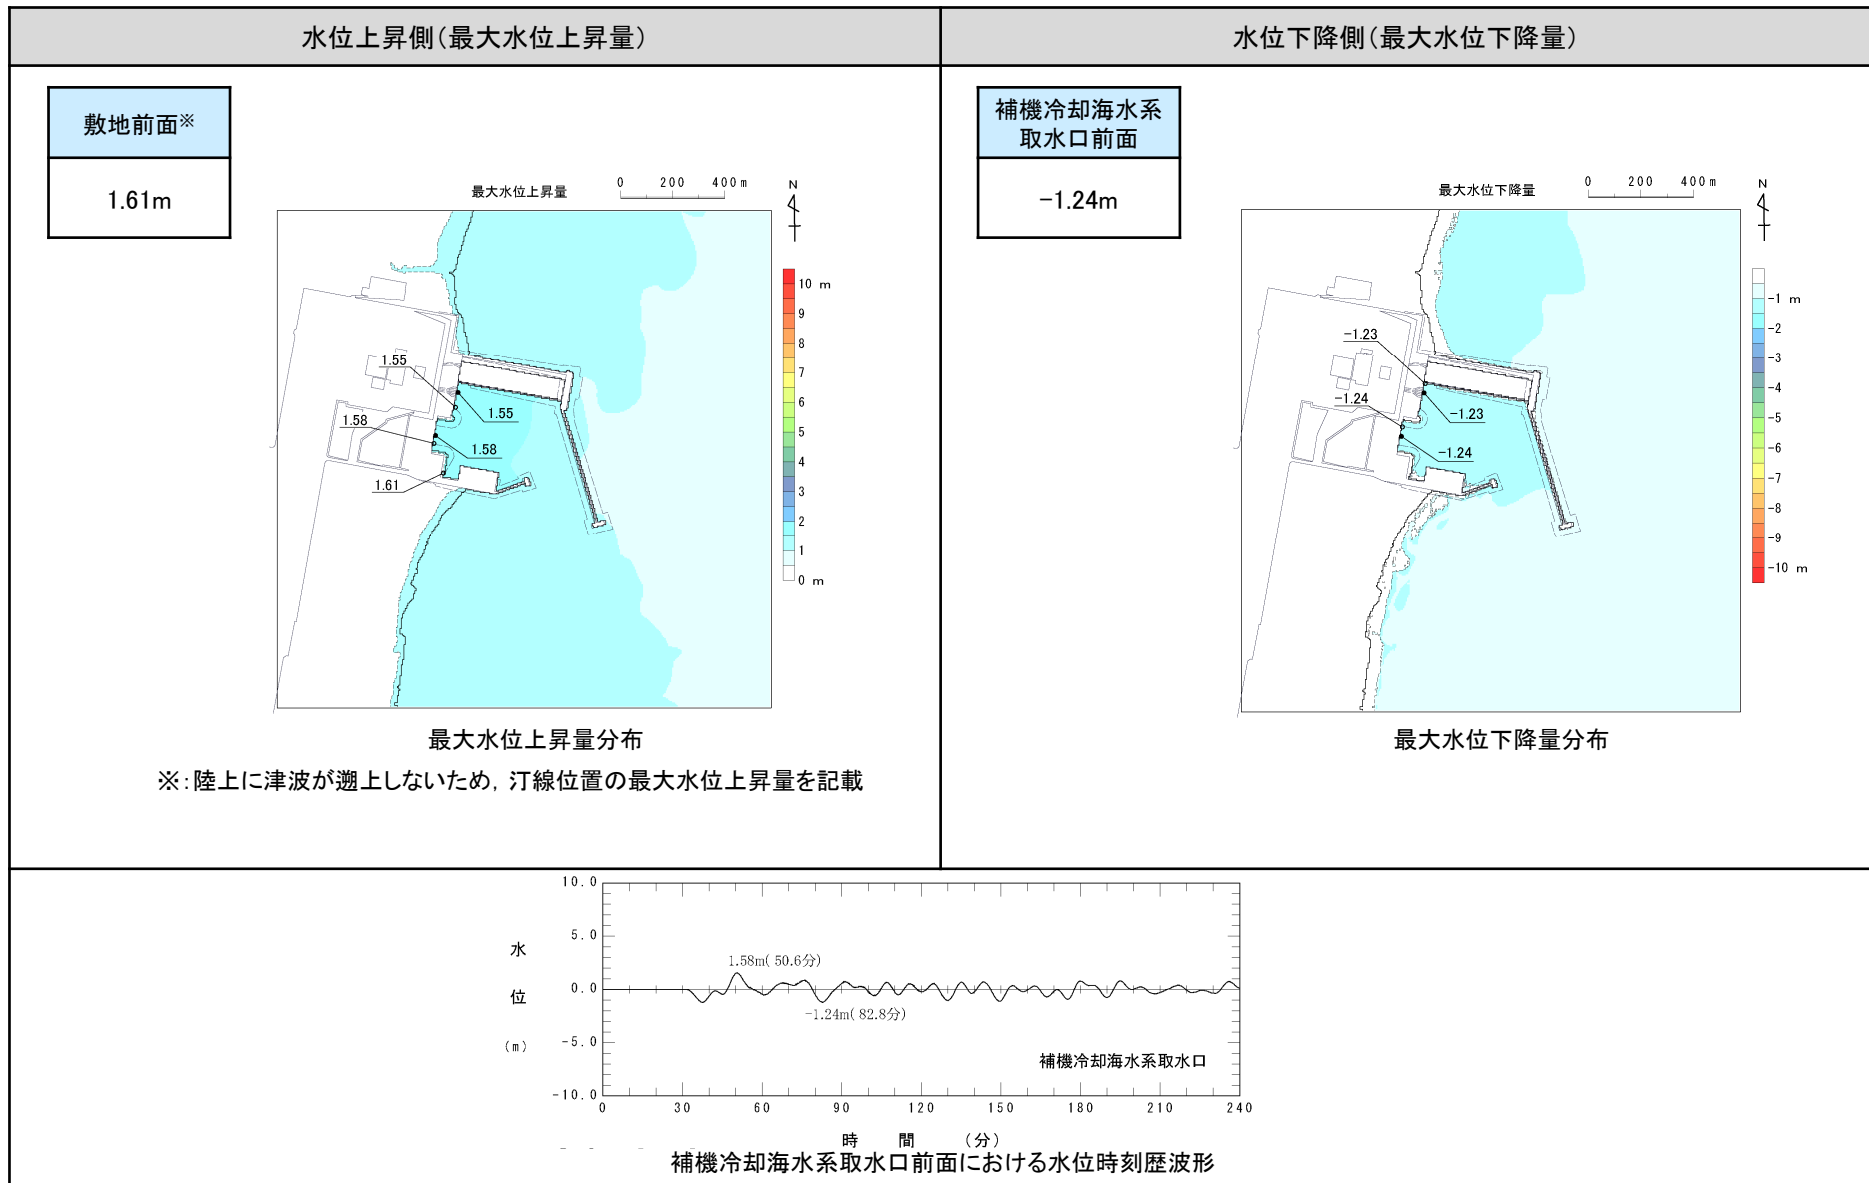 水位上昇側(最大水位上昇量)
水位下降側(最大水位下降量)
敷地前面※
1.61m
最大水位上昇量
0 200 400m
N
10 m
9
8
7
6
5
4
3
2
1
0 m
1.55
1.55
1.58
1.58
1.61
最大水位上昇量分布
※:陸上に津波が遡上しないため, 汀線位置の最大水位上昇量を記載
補機冷却海水系
取水口前面
-1.24m
最大水位下降量
0 200 400m
N
-1 m
-2
-3
-4
-5
-6
-7
-8
-9
-10 m
-1.23
-1.23
-1.24
-1.24
最大水位下降量分布
10.0
5.0
0.0
-5.0
-10.0
水
位
(m)
1.58m( 50.6分)
-1.24m( 82.8分)
補機冷却海水系取水口
0 30 60 90 120 150 180 210 240
時 間 (分)
補機冷却海水系取水口前面における水位時刻歴波形